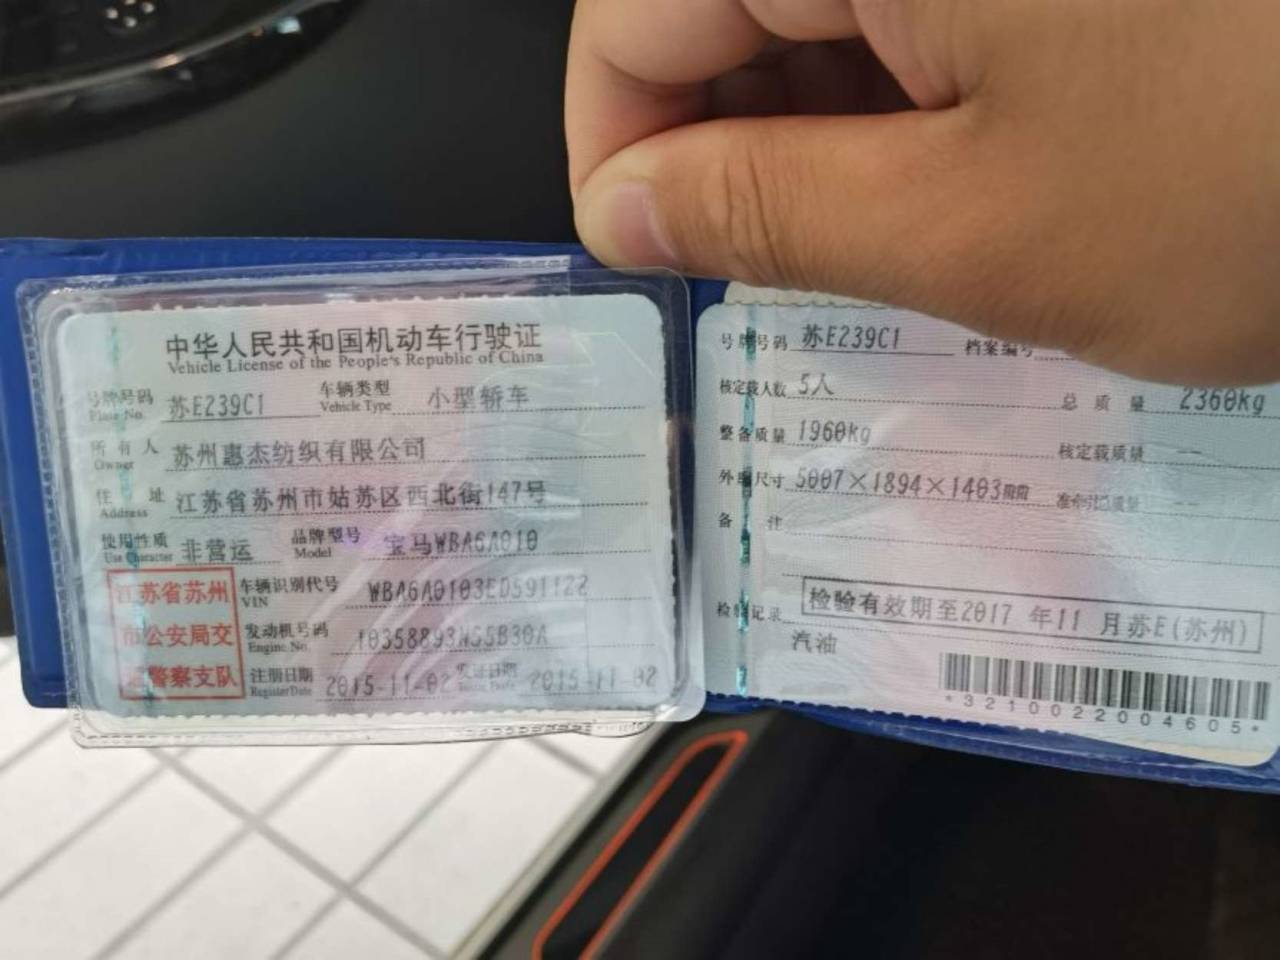 中华人民共和国机动车行驶证
Vehicle License of the People's Republic of China
号牌号码 苏E239C1 车辆类型 小型轿车
Plate No. Vehicle Type
所有人 苏州惠杰纺织有限公司
Owner
住址 江苏省苏州市姑苏区西北街147号
Address
使用性质 非营运 品牌型号 宝马WBA6A010
Use Character Model
江苏省苏州
市公安局交
警察支队
车辆识别代号 WBA6A0103ED591122
VIN
发动机号码 10358893N55B30A
Engine No.
注册日期 2015-11-02 发证日期 2015-11-02
Register Date Issue Date
号牌号码 苏E239C1 档案编号
核定载人数 5人 总质量 2360kg
整备质量 1960kg 核定载质量 --
外廓尺寸 5007×1894×1403mm 准牵引总质量 --
备注
检验记录 检验有效期至2017年11月苏E(苏州)
汽油
*3210022004605*